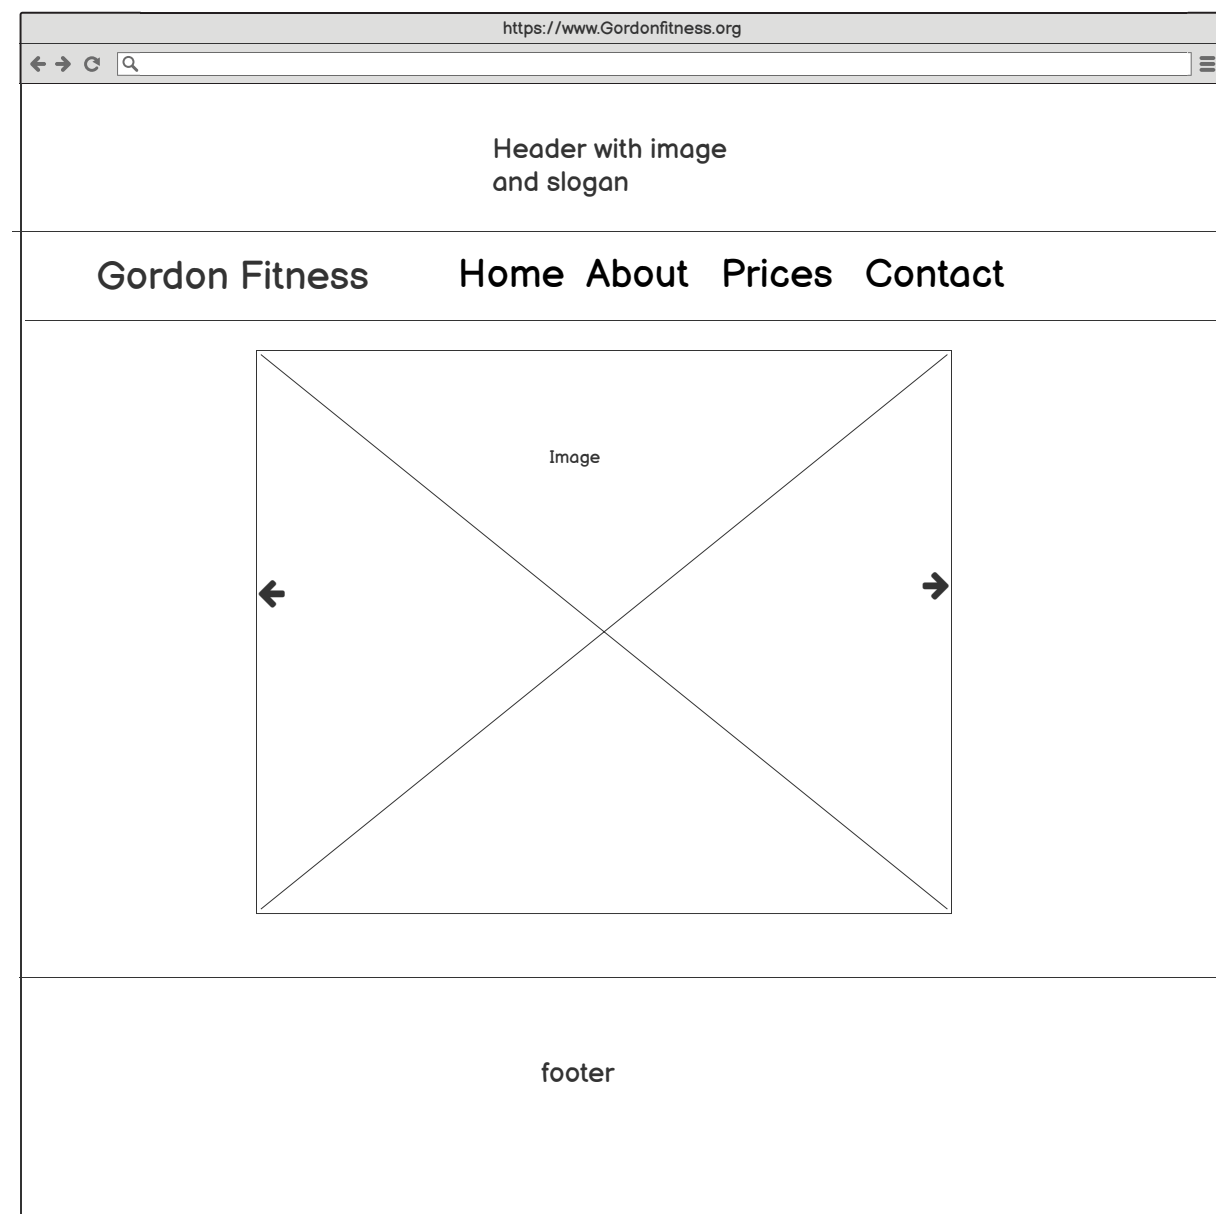 https://www.Gordonfitness.org
Header with image
and slogan
Gordon Fitness Home About Prices Contact
Image
footer